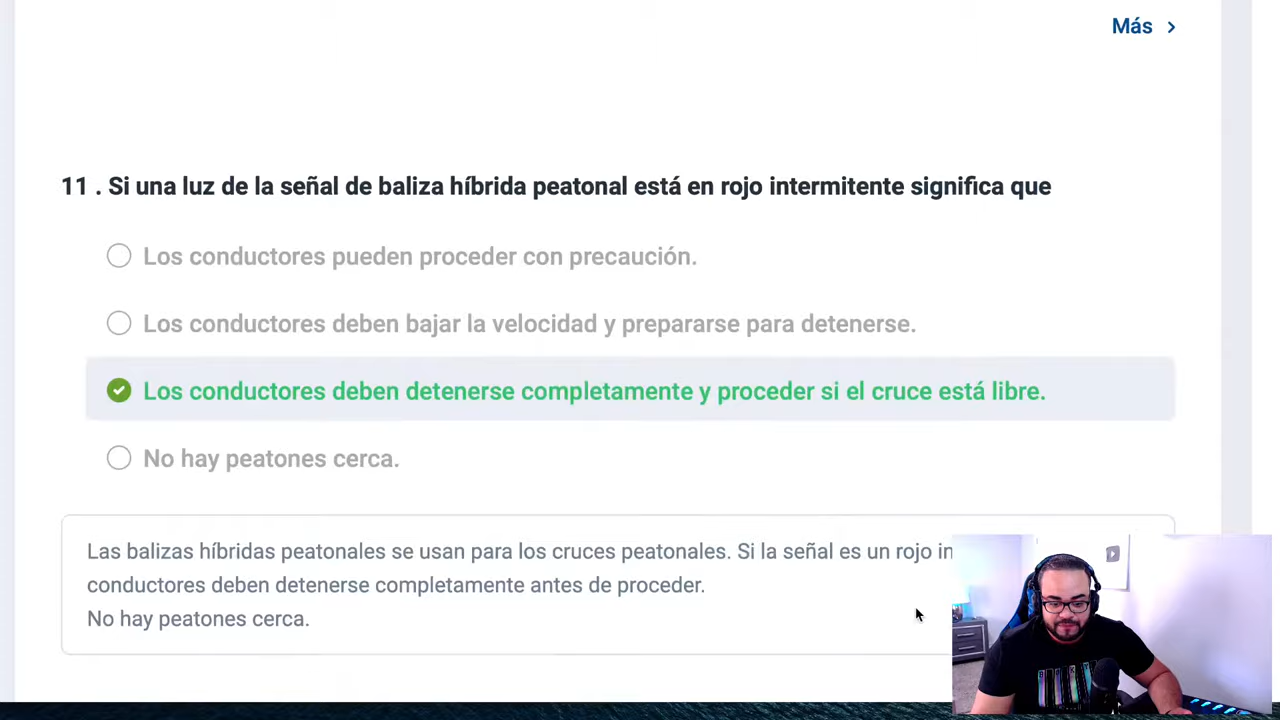 Más
11 . Si una luz de la señal de baliza híbrida peatonal está en rojo intermitente significa que
Los conductores pueden proceder con precaución.
Los conductores deben bajar la velocidad y prepararse para detenerse.
Los conductores deben detenerse completamente y proceder si el cruce está libre.
No hay peatones cerca.
Las balizas híbridas peatonales se usan para los cruces peatonales. Si la señal es un rojo
conductores deben detenerse completamente antes de proceder.
No hay peatones cerca.